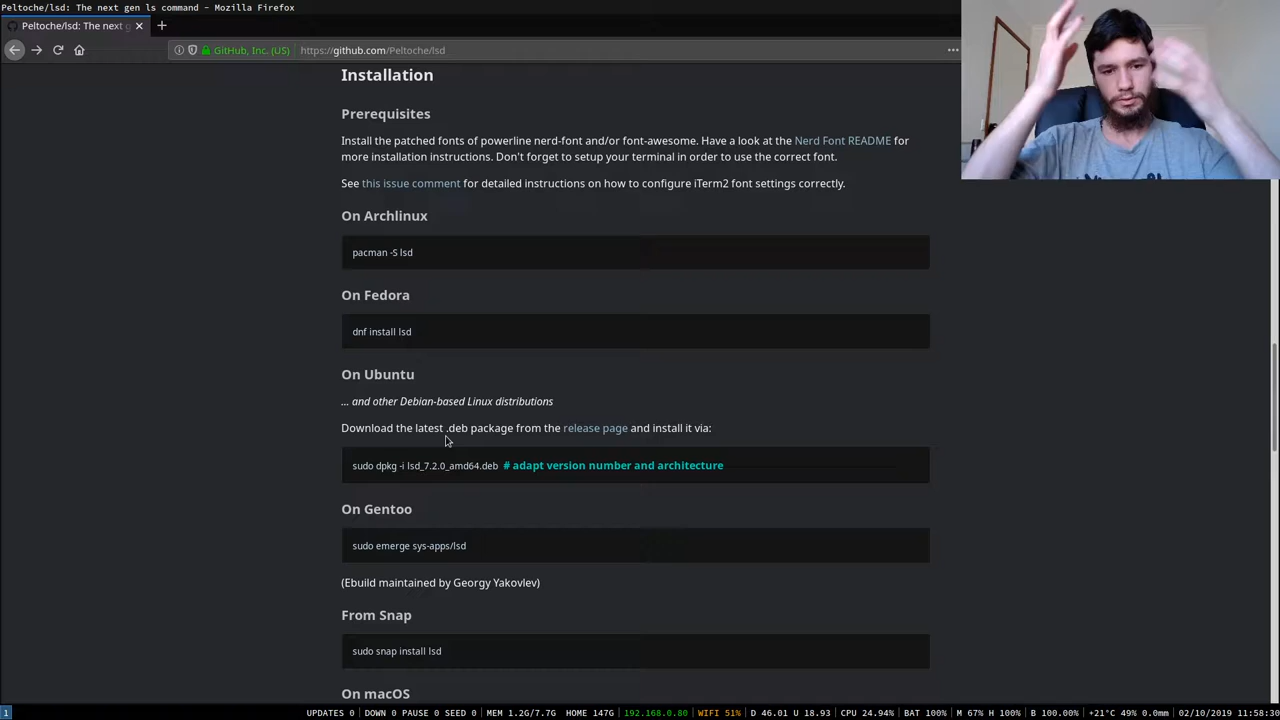 Peltoche/lsd: The next gen ls command - Mozilla Firefox
Peltoche/lsd: The next g
GitHub, Inc. (US) https://github.com/Peltoche/lsd
Installation
Prerequisites
Install the patched fonts of powerline nerd-font and/or font-awesome. Have a look at the Nerd Font README for
more installation instructions. Don't forget to setup your terminal in order to use the correct font.
See this issue comment for detailed instructions on how to configure iTerm2 font settings correctly.
On Archlinux
pacman -S lsd
On Fedora
dnf install lsd
On Ubuntu
... and other Debian-based Linux distributions
Download the latest .deb package from the release page and install it via:
sudo dpkg -i lsd_7.2.0_amd64.deb # adapt version number and architecture
On Gentoo
sudo emerge sys-apps/lsd
(Ebuild maintained by Georgy Yakovlev)
From Snap
sudo snap install lsd
On macOS
1 UPDATES 0 DOWN 0 PAUSE 0 SEED 0 MEM 1.2G/7.7G HOME 147G 192.168.0.80 WIFI 51% D 46.01 U 18.93 CPU 24.94% BAT 100% M 67% H 100% B 100.00% +21°C 49% 0.0mm 02/10/2019 11:58:30